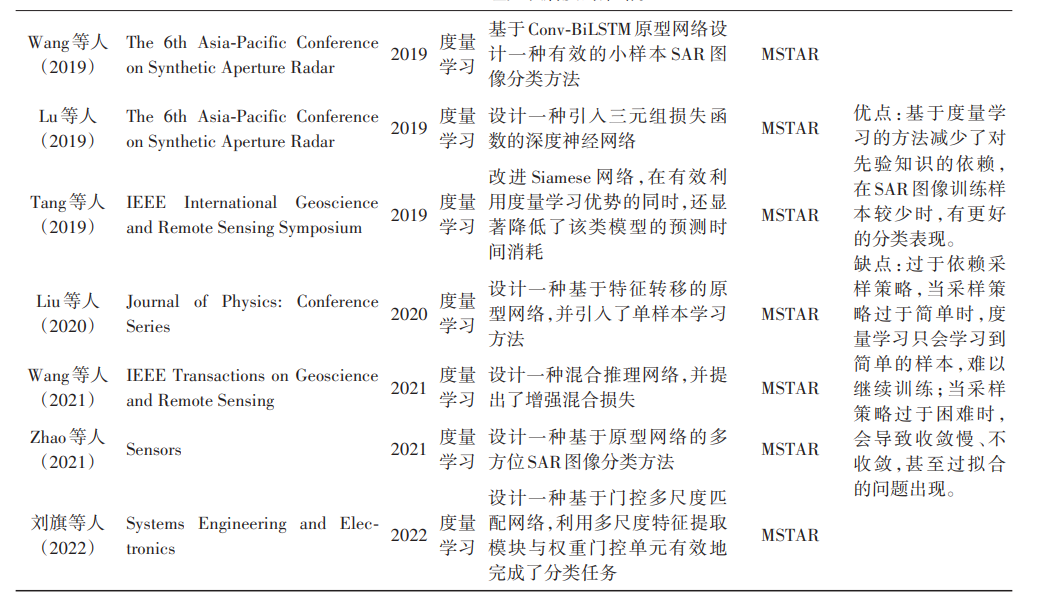 Wang等人
（2019）
The 6th Asia-Pacific Conference
on Synthetic Aperture Radar
2019
度量
学习
基于Conv-BiLSTM原型网络设
计一种有效的小样本SAR图
像分类方法
MSTAR
Lu等人
（2019）
The 6th Asia-Pacific Conference
on Synthetic Aperture Radar
2019
度量
学习
设计一种引入三元组损失函
数的深度神经网络
MSTAR
Tang等人
（2019）
IEEE International Geoscience
and Remote Sensing Symposium
2019
度量
学习
改进Siamese网络，在有效利
用度量学习优势的同时，还显
著降低了该类模型的预测时
间消耗
MSTAR
Liu等人
（2020）
Journal of Physics: Conference
Series
2020
度量
学习
设计一种基于特征转移的原
型网络，并引入了单样本学习
方法
MSTAR
Wang等人
（2021）
IEEE Transactions on Geoscience
and Remote Sensing
2021
度量
学习
设计一种混合推理网络，并提
出了增强混合损失
MSTAR
Zhao等人
（2021）
Sensors
2021
度量
学习
设计一种基于原型网络的多
方位SAR图像分类方法
MSTAR
刘旗等人
（2022）
Systems Engineering and Elec-
tronics
2022
度量
学习
设计一种基于门控多尺度匹
配网络，利用多尺度特征提取
模块与权重门控单元有效地
完成了分类任务
MSTAR
优点：基于度量学
习的方法减少了对
先验知识的依赖，
在SAR图像训练样
本较少时，有更好
的分类表现。
缺点：过于依赖采
样策略，当采样策
略过于简单时，度
量学习只会学习到
简单的样本，难以
继续训练；当采样
策略过于困难时，
会导致收敛慢、不
收敛，甚至过拟合
的问题出现。